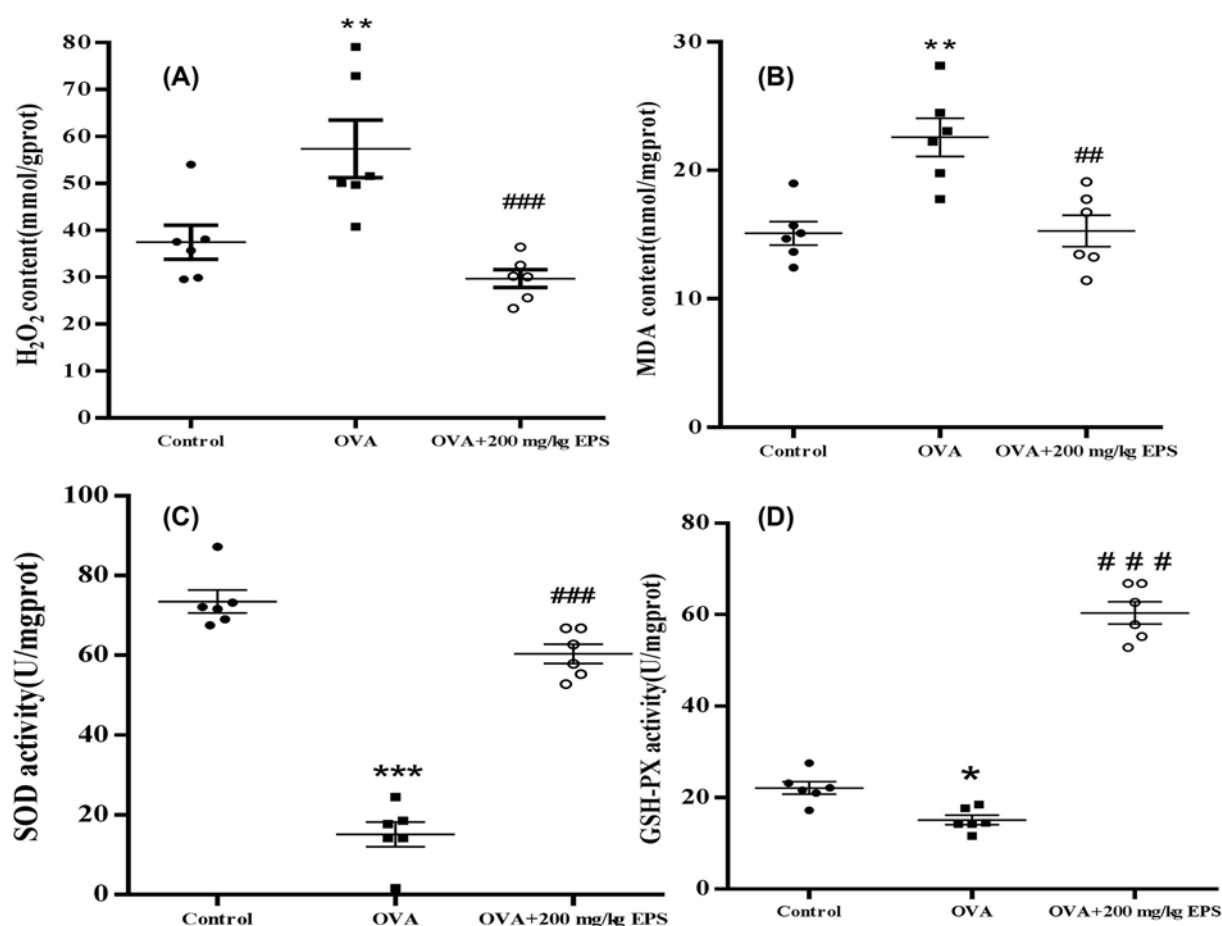 (A)
H₂O₂ content(mmol/gprot)
80
70
60
50
40
30
20
10
0
**
###
Control
OVA
OVA+200 mg/kg EPS
(B)
MDA content(nmol/mgprot)
30
20
10
0
**
##
Control
OVA
OVA+200 mg/kg EPS
(C)
SOD activity(U/mgprot)
100
80
60
40
20
0
***
###
Control
OVA
OVA+200 mg/kg EPS
(D)
GSH-PX activity(U/mgprot)
80
60
40
20
0
*
# # #
Control
OVA
OVA+200 mg/kg EPS